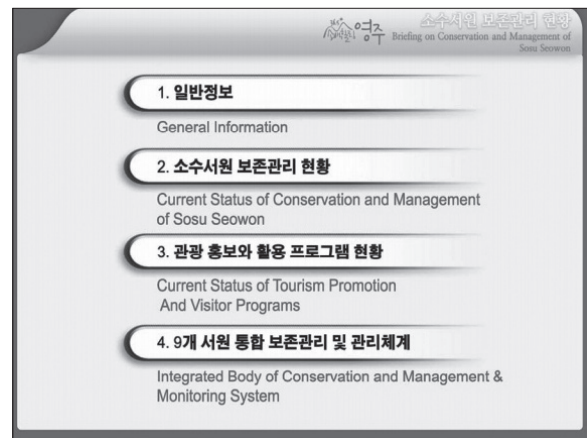 영주
소수서원 보존관리 현황
Briefing on Conservation and Management of
Sosu Seowon
1. 일반정보
General Information
2. 소수서원 보존관리 현황
Current Status of Conservation and Management
of Sosu Seowon
3. 관광 홍보와 활용 프로그램 현황
Current Status of Tourism Promotion
And Visitor Programs
4. 9개 서원 통합 보존관리 및 관리체계
Integrated Body of Conservation and Management &
Monitoring System